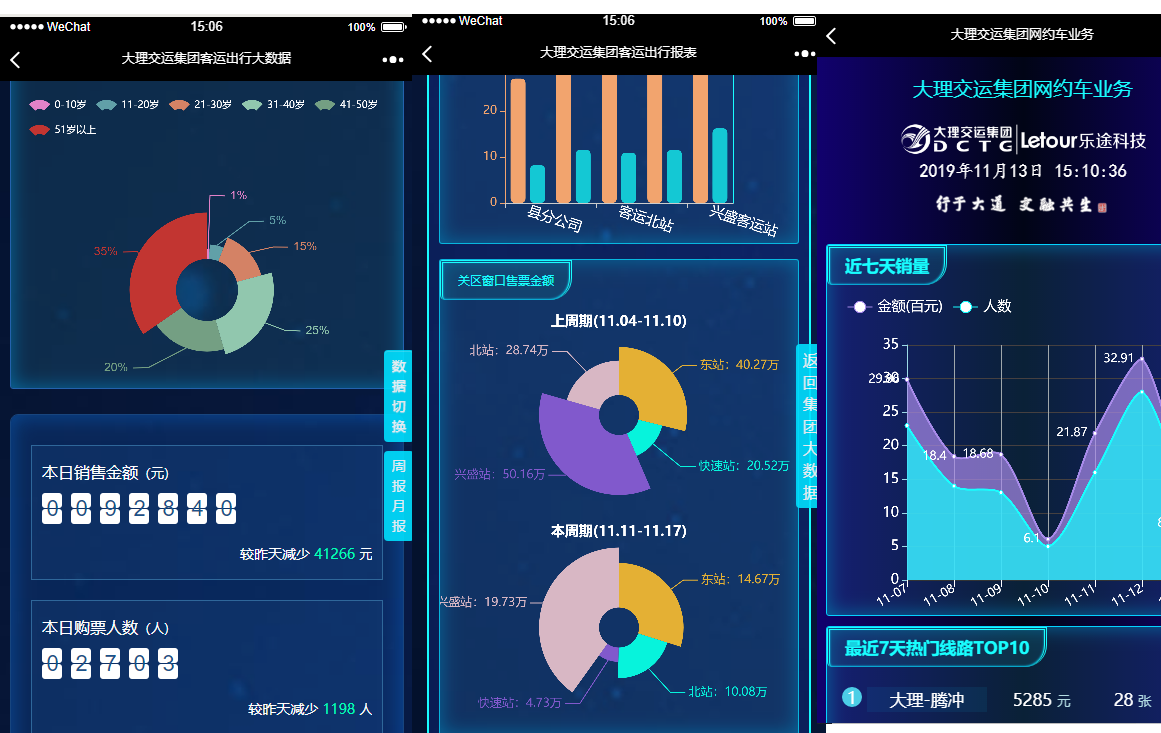 ●●●●● WeChat 15:06 100%
大理交运集团客运出行大数据
0-10岁 11-20岁 21-30岁 31-40岁 41-50岁
51岁以上
1%
5%
15%
35%
25%
20%
数据切换
周报月报
本日销售金额 (元)
0092840
较昨天减少 41266 元
本日购票人数 (人)
02703
较昨天减少 1198 人
●●●●● WeChat 15:06 100%
大理交运集团客运出行报表
20
10
0
县分公司 客运北站 兴盛客运站
关区窗口售票金额
上周期(11.04-11.10)
北站: 28.74万
东站: 40.27万
快速站: 20.52万
兴盛站: 50.16万
返回集团大数据
本周期(11.11-11.17)
东站: 14.67万
兴盛站: 19.73万
北站: 10.08万
快速站: 4.73万
大理交运集团网约车业务
大理交运集团网约车业务
大理交运集团 DCTG Letour乐途科技
2019年11月13日 15:10:36
行于大道 文融共生
近七天销量
金额(百元) 人数
35
32.91
30
25
21.87
20
18.4
18.68
15
10
6.1
5
0
11-07 11-08 11-09 11-10 11-11 11-12
最近7天热门线路TOP10
1 大理-腾冲 5285 元 28 张